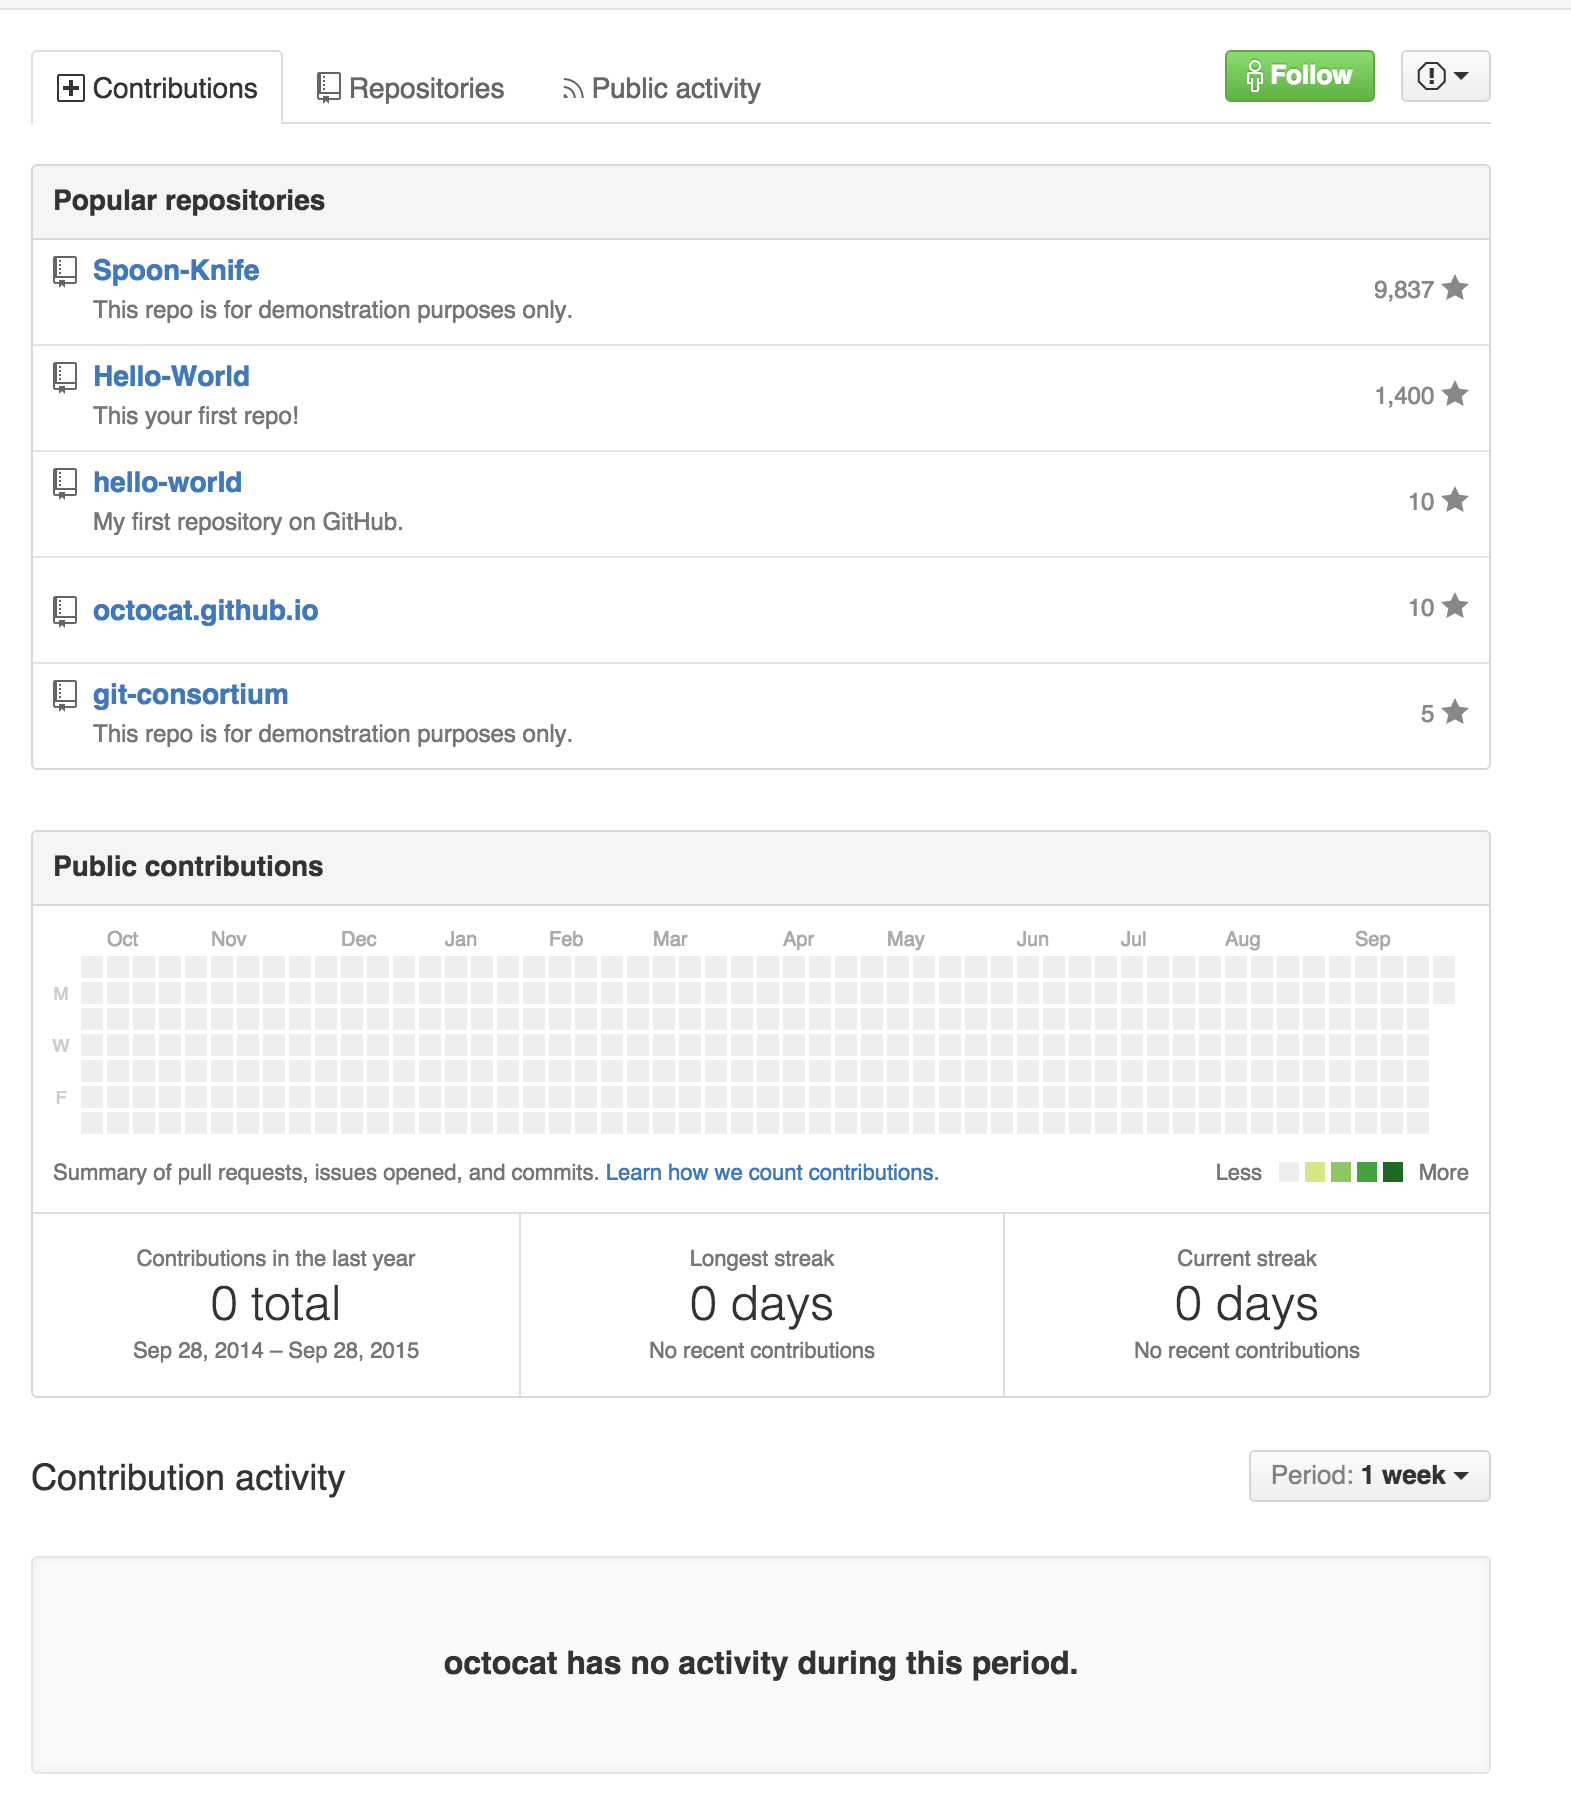 Contributions Repositories Public activity Follow
Popular repositories
Spoon-Knife
This repo is for demonstration purposes only.
9,837
Hello-World
This your first repo!
1,400
hello-world
My first repository on GitHub.
10
octocat.github.io
10
git-consortium
This repo is for demonstration purposes only.
5
Public contributions
Oct Nov Dec Jan Feb Mar Apr May Jun Jul Aug Sep
M
W
F
Summary of pull requests, issues opened, and commits. Learn how we count contributions. Less More
Contributions in the last year
0 total
Sep 28, 2014 – Sep 28, 2015
Longest streak
0 days
No recent contributions
Current streak
0 days
No recent contributions
Contribution activity Period: 1 week
octocat has no activity during this period.